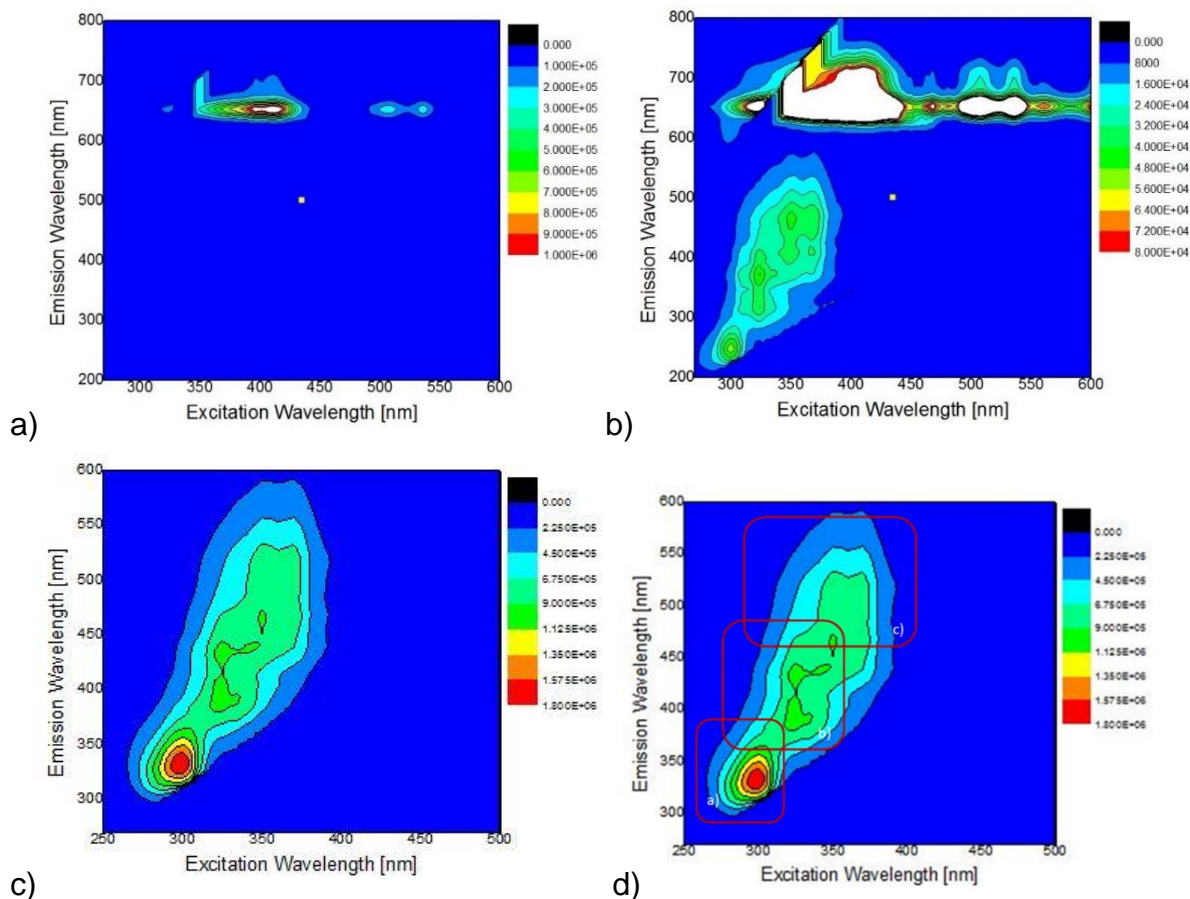 800
700
600
500
400
300
200
300 350 400 450 500 550 600
Emission Wavelength [nm]
Excitation Wavelength [nm]
0.000
1.000E+05
2.000E+05
3.000E+05
4.000E+05
5.000E+05
6.000E+05
7.000E+05
8.000E+05
9.000E+05
1.000E+06
a)
800
700
600
500
400
300
200
300 350 400 450 500 550 600
Emission Wavelength [nm]
Excitation Wavelength [nm]
0.000
8000
1.600E+04
2.400E+04
3.200E+04
4.000E+04
4.800E+04
5.600E+04
6.400E+04
7.200E+04
8.000E+04
b)
600
550
500
450
400
350
300
250 300 350 400 450 500
Emission Wavelength [nm]
Excitation Wavelength [nm]
0.000
2.250E+05
4.500E+05
6.750E+05
9.000E+05
1.125E+06
1.350E+06
1.575E+06
1.800E+06
c)
600
550
500
450
400
350
300
250 300 350 400 450 500
Emission Wavelength [nm]
Excitation Wavelength [nm]
c)
b)
a)
0.000
2.250E+05
4.500E+05
6.750E+05
9.000E+05
1.125E+06
1.350E+06
1.575E+06
1.800E+06
d)